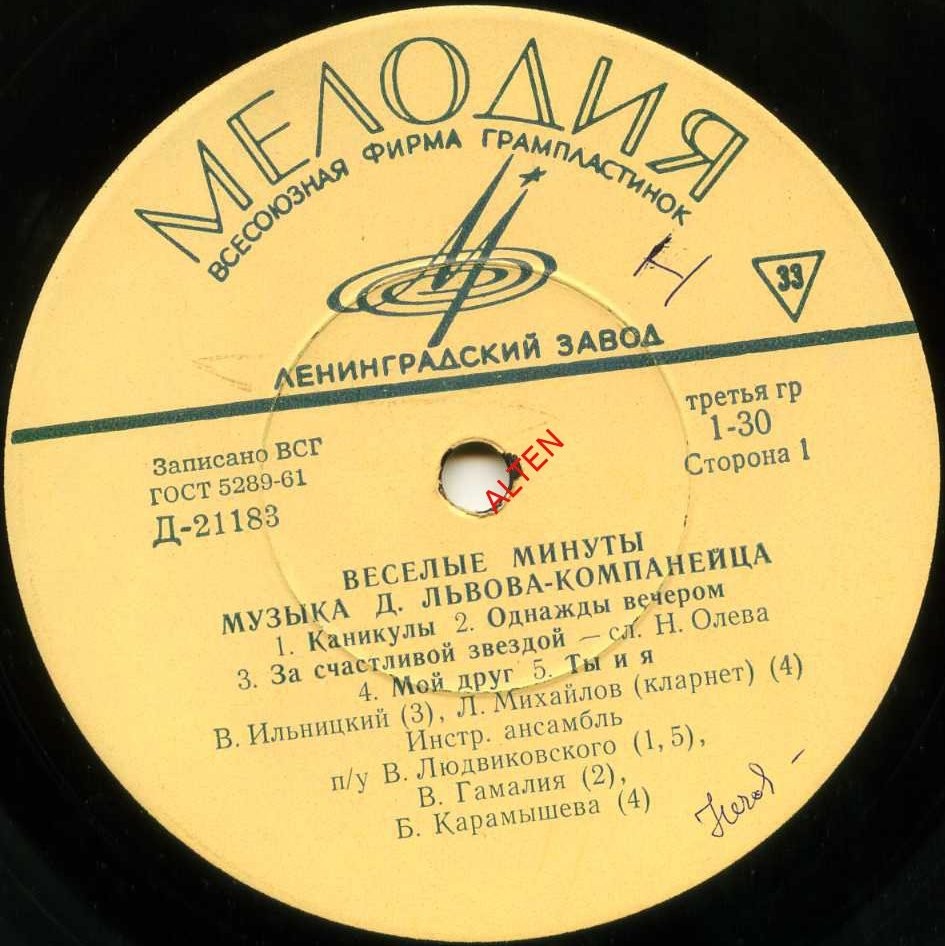 МЕЛОДИЯ
ВСЕСОЮЗНАЯ ФИРМА ГРАМПЛАСТИНОК
33
ЛЕНИНГРАДСКИЙ ЗАВОД
Записано ВСГ
ГОСТ 5289-61
Д-21183
третья гр
1-30
Сторона 1
ALTEN
ВЕСЕЛЫЕ МИНУТЫ
МУЗЫКА Д. ЛЬВОВА-КОМПАНЕЙЦА
1. Каникулы 2. Однажды вечером
3. За счастливой звездой — сл. Н. Олева
4. Мой друг 5. Ты и я
В. Ильницкий (3), Л. Михайлов (кларнет) (4)
Инстр. ансамбль
п/у В. Людвиковского (1, 5),
В. Гамалия (2),
Б. Карамышева (4)